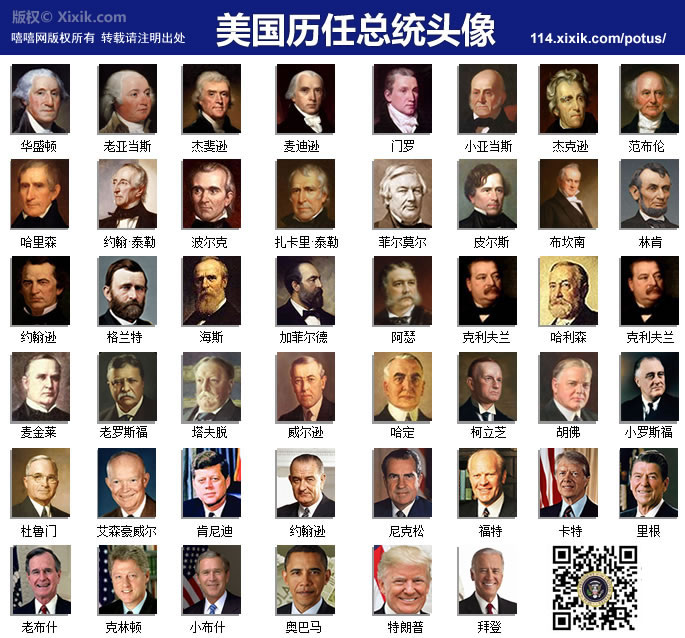 版权© Xixik.com
嘻嘻网版权所有 转载请注明出处
美国历任总统头像
114.xixik.com/potus/
华盛顿 老亚当斯 杰斐逊 麦迪逊 门罗 小亚当斯 杰克逊 范布伦
哈里森 约翰·泰勒 波尔克 扎卡里·泰勒 菲尔莫尔 皮尔斯 布坎南 林肯
约翰逊 格兰特 海斯 加菲尔德 阿瑟 克利夫兰 哈利森 克利夫兰
麦金莱 老罗斯福 塔夫脱 威尔逊 哈定 柯立芝 胡佛 小罗斯福
杜鲁门 艾森豪威尔 肯尼迪 约翰逊 尼克松 福特 卡特 里根
老布什 克林顿 小布什 奥巴马 特朗普 拜登